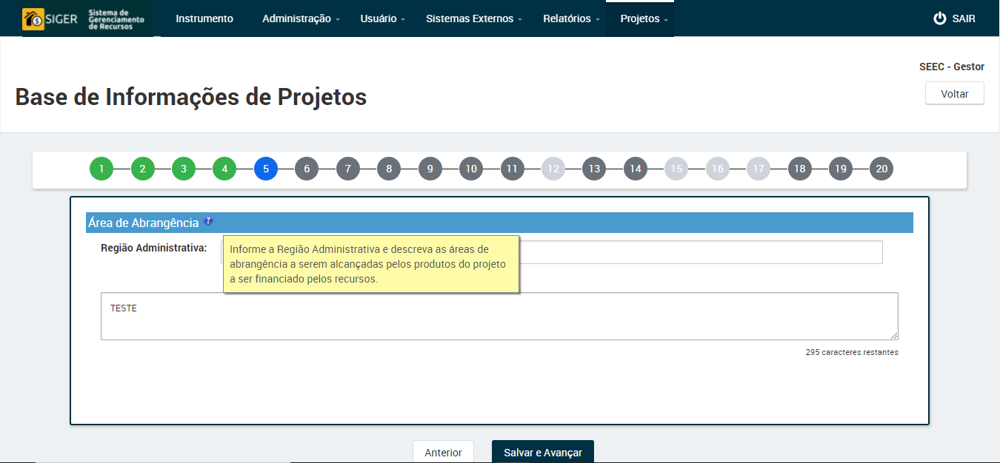 SIGER
Sistema de
Gerenciamento
de Recursos
Instrumento
Administração
Usuário
Sistemas Externos
Relatórios
Projetos
SAIR
SEEC - Gestor
Base de Informações de Projetos
Voltar
1 2 3 4 5 6 7 8 9 10 11 12 13 14 15 16 17 18 19 20
Área de Abrangência ?
Região Administrativa:
Informe a Região Administrativa e descreva as áreas de
abrangência a serem alcançadas pelos produtos do projeto
a ser financiado pelos recursos.
TESTE
295 caracteres restantes
Anterior
Salvar e Avançar